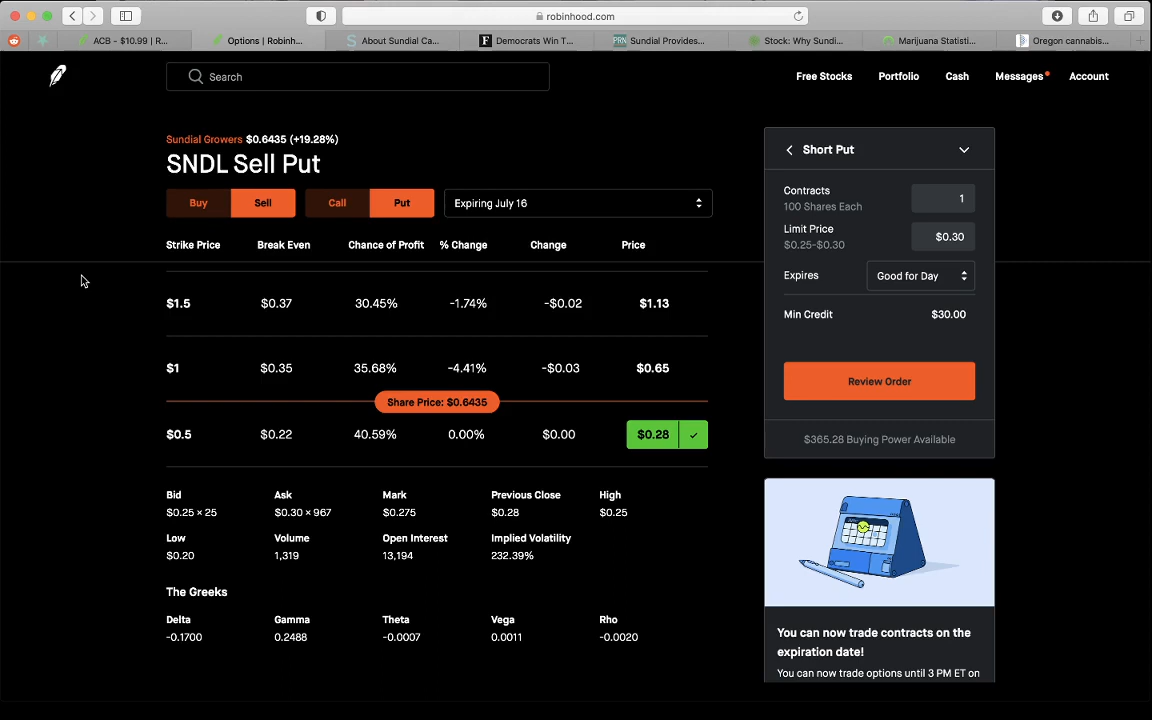 robinhood.com
ACB - $10.99 | R...
Options | Robinh...
About Sundial Ca...
Democrats Win T...
Sundial Provides...
Stock: Why Sundi...
Marijuana Statisti...
Oregon cannabis...
Search
Free Stocks
Portfolio
Cash
Messages
Account
Sundial Growers $0.6435 (+19.28%)
SNDL Sell Put
Buy
Sell
Call
Put
Expiring July 16
Strike Price Break Even Chance of Profit % Change Change Price
$1.5 $0.37 30.45% -1.74% -$0.02 $1.13
$1 $0.35 35.68% -4.41% -$0.03 $0.65
Share Price: $0.6435
$0.5 $0.22 40.59% 0.00% $0.00 $0.28
Bid Ask Mark Previous Close High
$0.25 × 25 $0.30 × 967 $0.275 $0.28 $0.25
Low Volume Open Interest Implied Volatility
$0.20 1,319 13,194 232.39%
The Greeks
Delta Gamma Theta Vega Rho
-0.1700 0.2488 -0.0007 0.0011 -0.0020
Short Put
Contracts 1
100 Shares Each
Limit Price $0.30
$0.25-$0.30
Expires Good for Day
Min Credit $30.00
Review Order
$365.28 Buying Power Available
You can now trade contracts on the
expiration date!
You can now trade options until 3 PM ET on